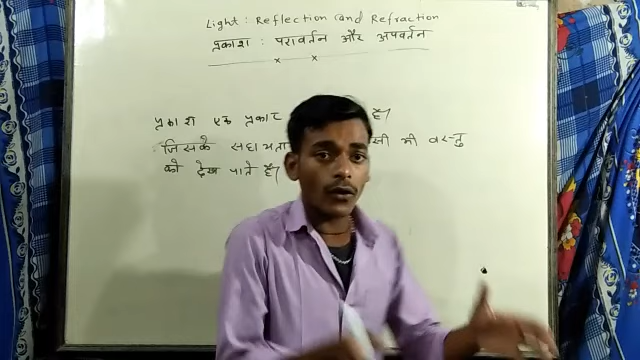 Light: Reflection and Refraction
प्रकाश : परावर्तन और अपवर्तन
प्रकाश एक प्रकार है।
जिसके सहायता सी भी वस्तु
को देख पाते हैं।